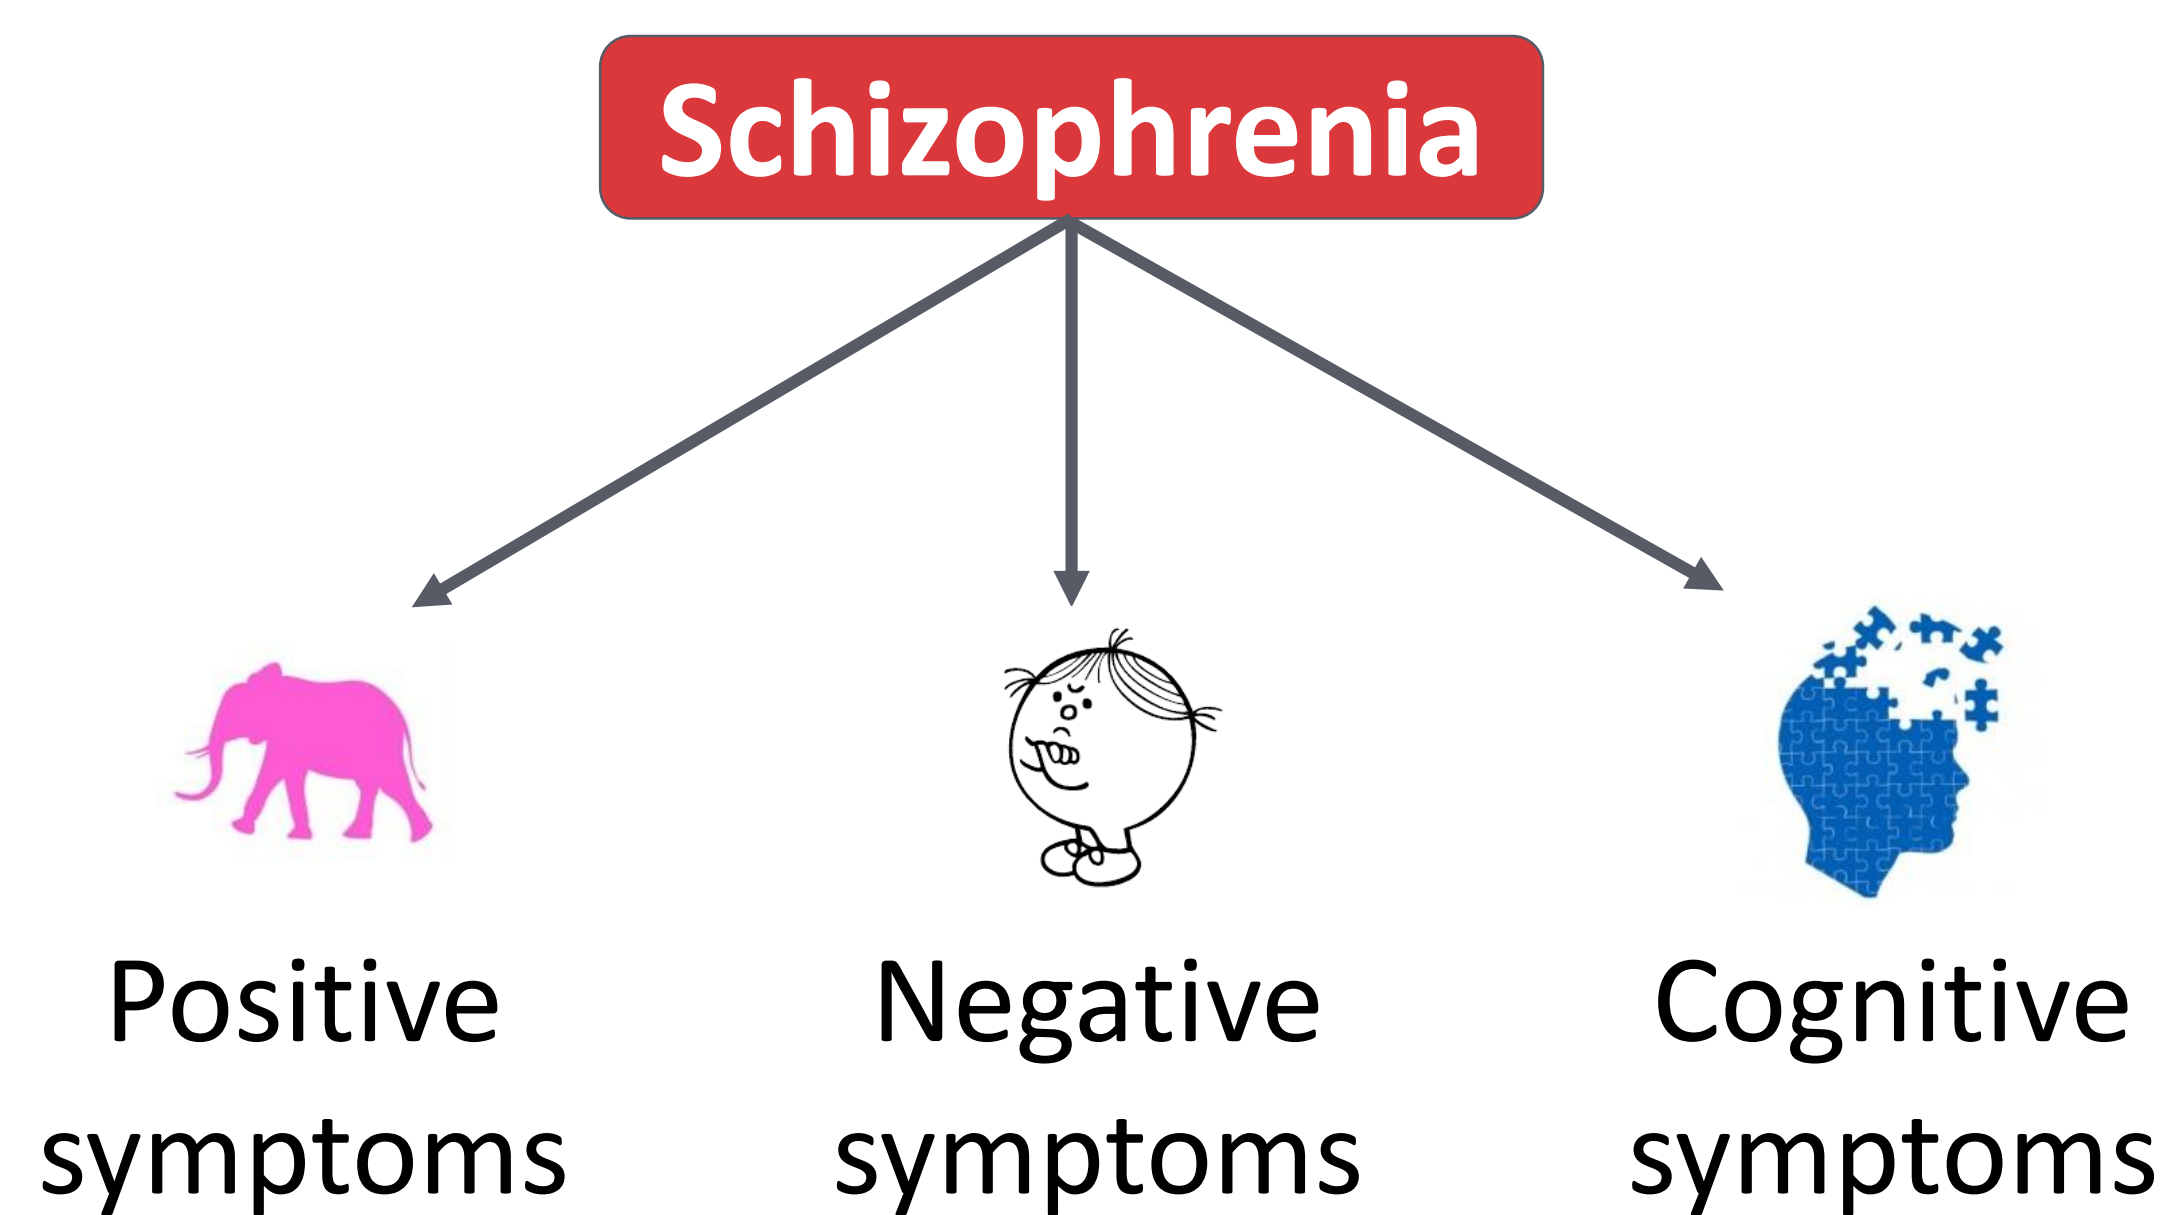 Schizophrenia
Positive
symptoms
Negative
symptoms
Cognitive
symptoms